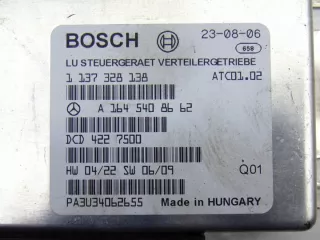 BOSCH 23-08-06
658
LU STEUERGERAET VERTEILERGETRIEBE
1 137 328 138 ATC01.02
A 164 540 86 62
DCD 422 7500
HW 04/22 SW 06/09 Q01
PA3U34062655 Made in HUNGARY